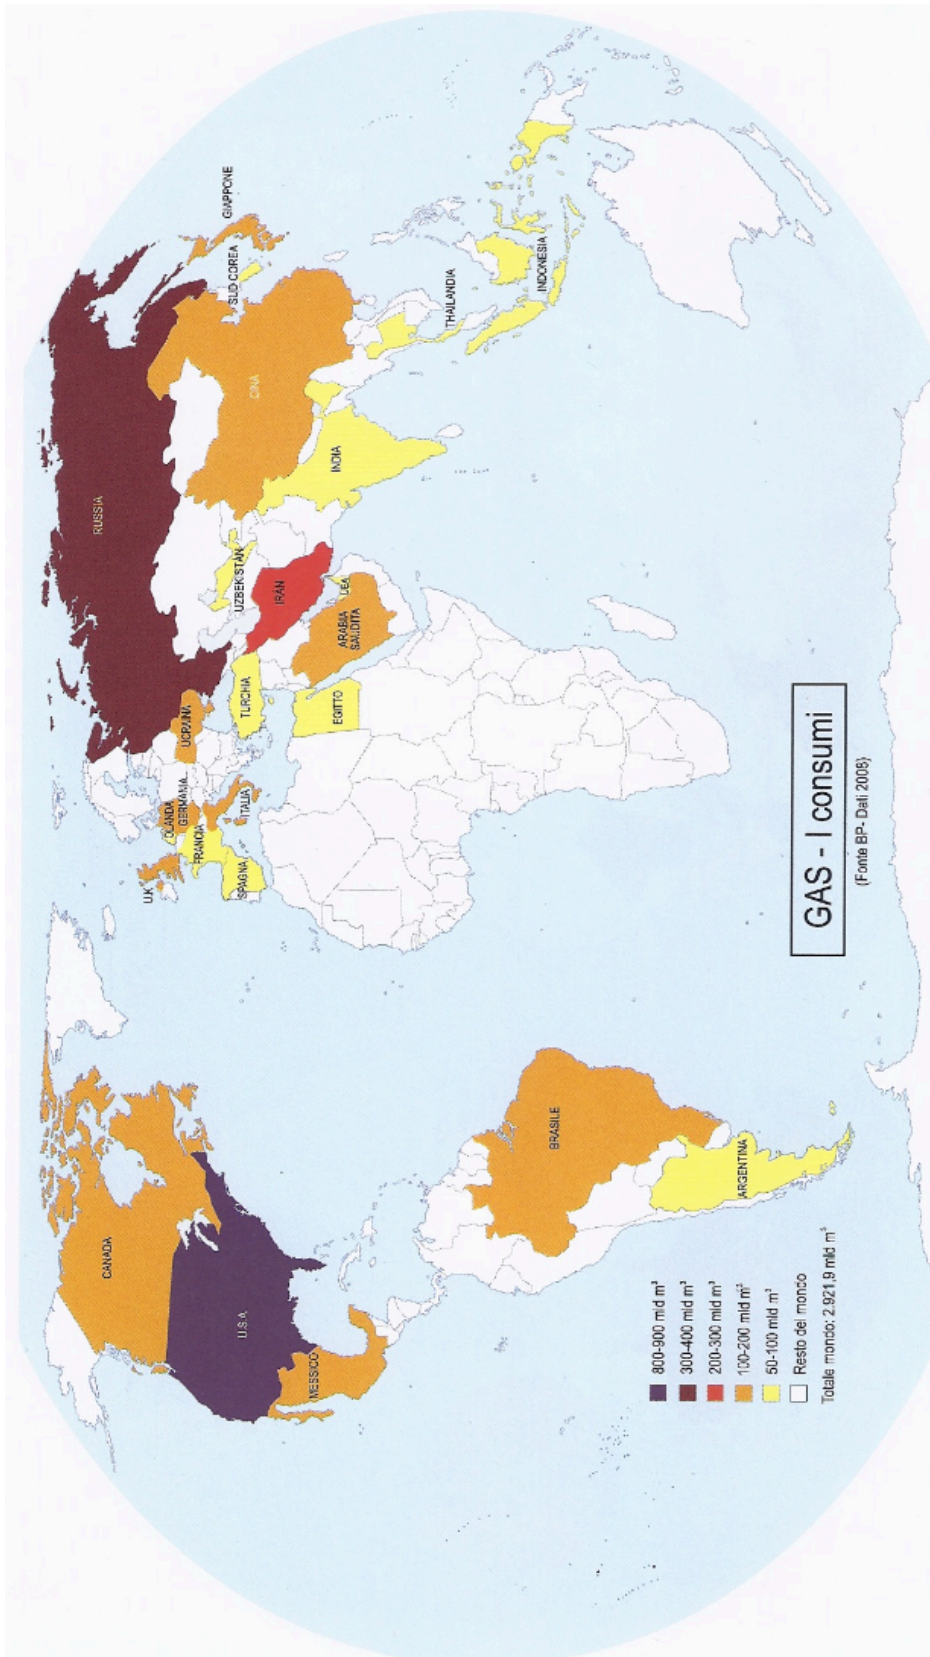 GAS - I consumi
(Fonte BP- Dati 2008)
CANADA
U.S.A
MESSICO
BRASILE
ARGENTINA
U.K
OLANDA
GERMANIA
FRANCIA
SPAGNA
ITALIA
UCRAINA
RUSSIA
TURCHIA
EGITTO
UZBEKISTÁN
IRÁN
ARABIA
SAUDITA
UEA
INDIA
CINA
SUD COREA
GIAPPONE
THAILANDIA
INDONESIA
800-900 mld m³
300-400 mld m³
200-300 mld m³
100-200 mld m³
50-100 mld m³
Resto del mondo
Totale mondo: 2.921,9 mld m³